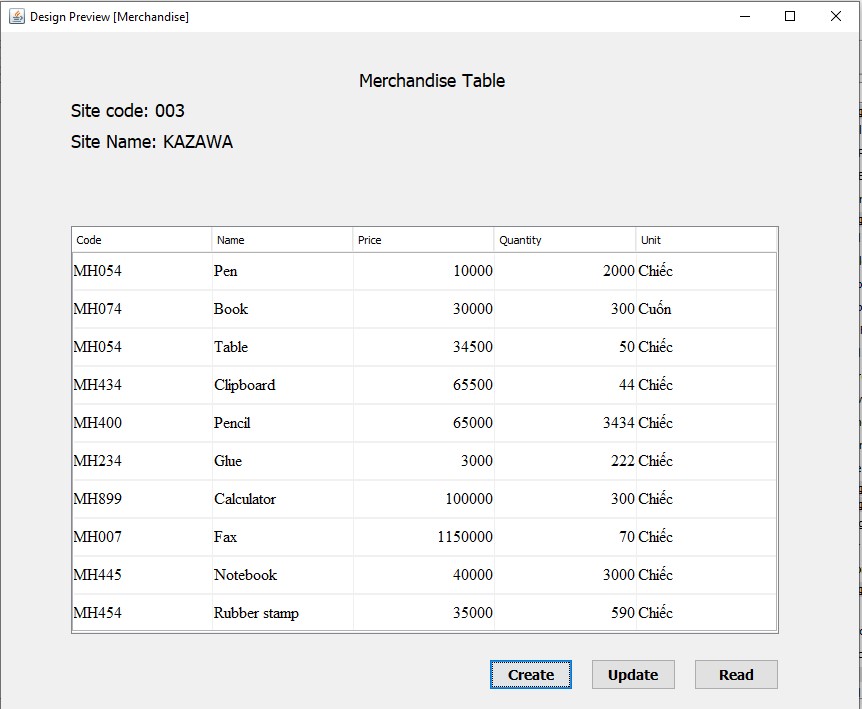 Design Preview [Merchandise]
Merchandise Table
Site code: 003
Site Name: KAZAWA
Code Name Price Quantity Unit
MH054 Pen 10000 2000 Chiếc
MH074 Book 30000 300 Cuốn
MH054 Table 34500 50 Chiếc
MH434 Clipboard 65500 44 Chiếc
MH400 Pencil 65000 3434 Chiếc
MH234 Glue 3000 222 Chiếc
MH899 Calculator 100000 300 Chiếc
MH007 Fax 1150000 70 Chiếc
MH445 Notebook 40000 3000 Chiếc
MH454 Rubber stamp 35000 590 Chiếc
Create Update Read